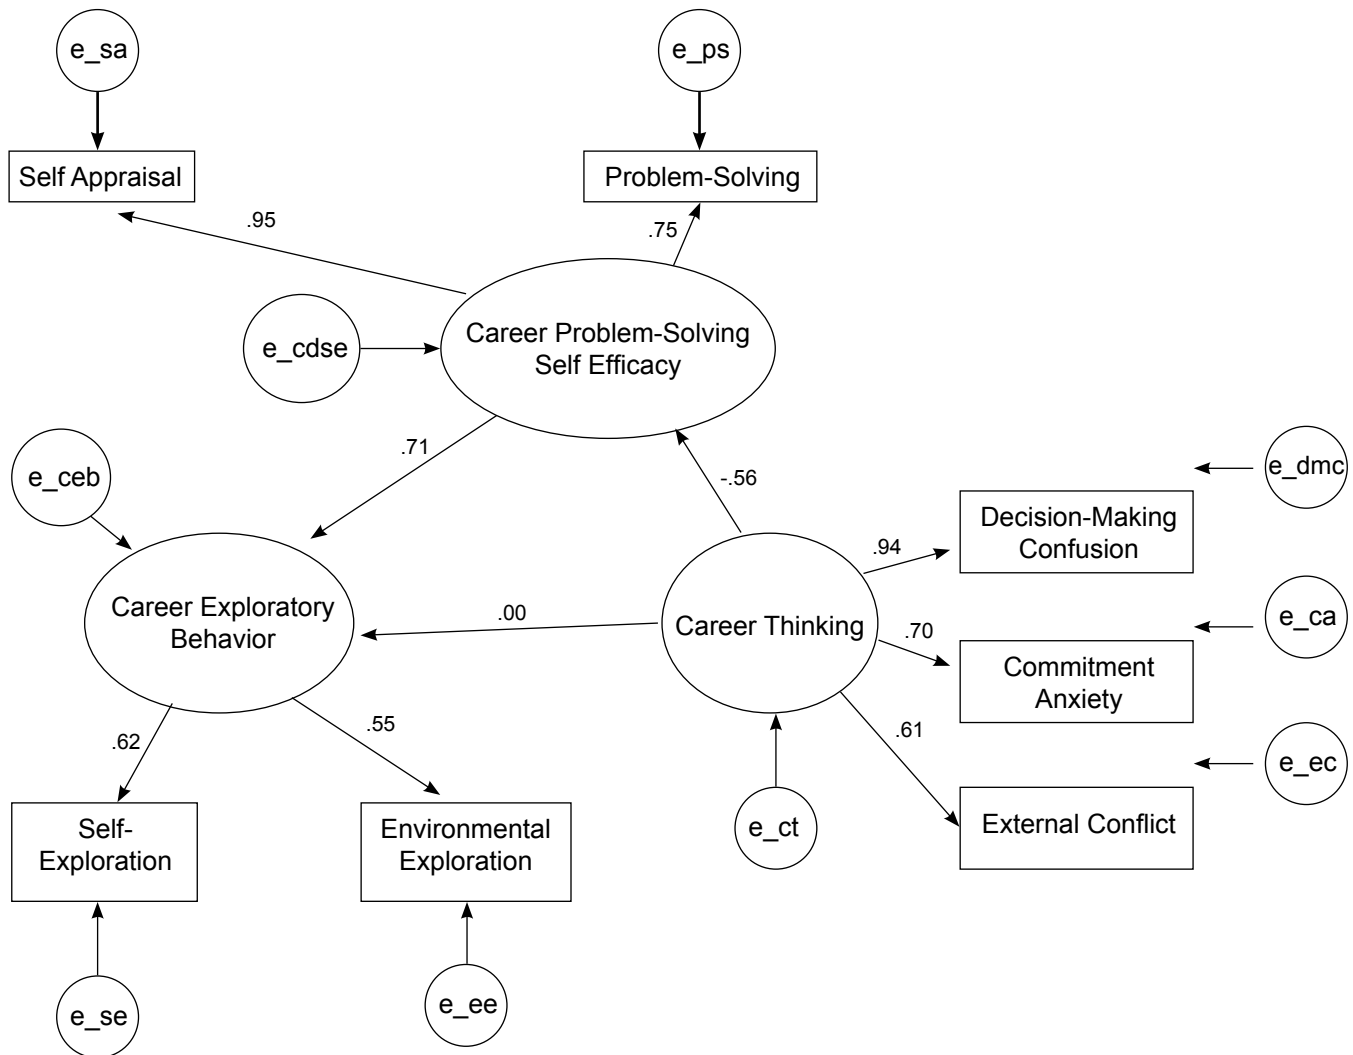 e_sa
e_ps
Self Appraisal
Problem-Solving
.95
.75
e_cdse
Career Problem-Solving
Self Efficacy
.71
-.56
e_ceb
e_dmc
Decision-Making
Confusion
.94
Career Exploratory
Behavior
.00
Career Thinking
.70
e_ca
Commitment
Anxiety
.62
.55
.61
e_ec
Self-
Exploration
Environmental
Exploration
e_ct
External Conflict
e_se
e_ee